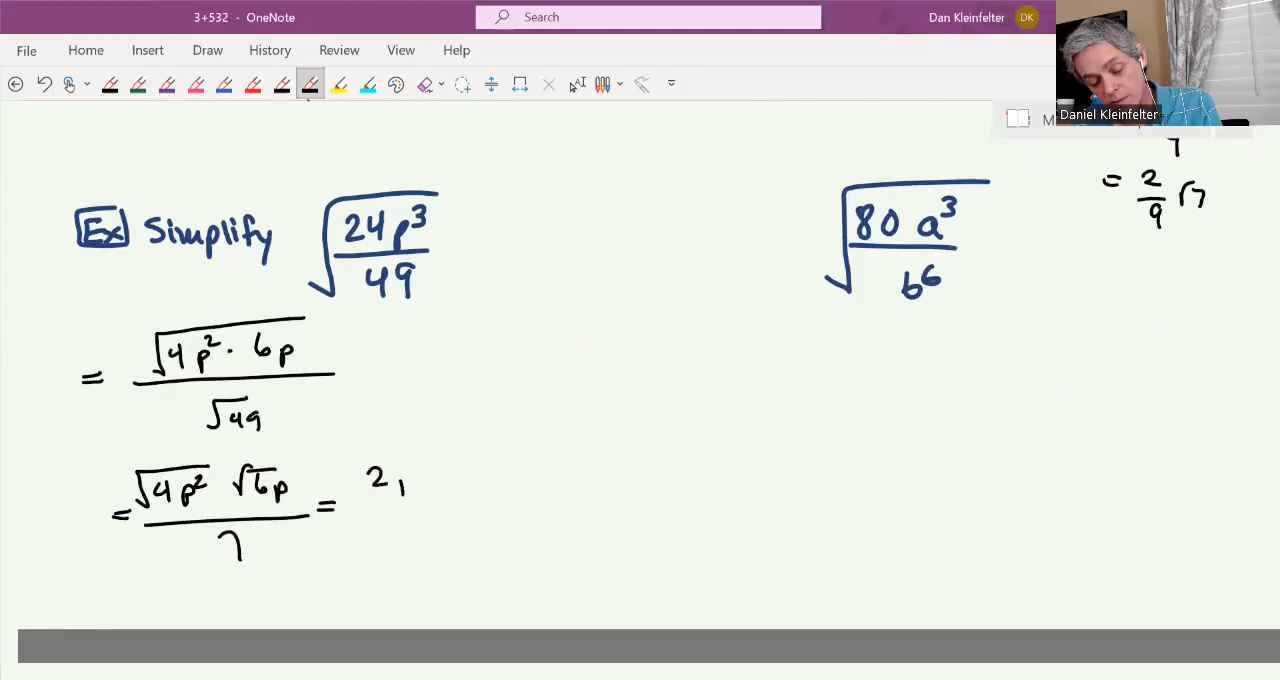 3+532 - OneNote
Search
Dan Kleinfelter DK
File Home Insert Draw History Review View Help
Daniel Kleinfelter
= 2/9 √7
Ex Simplify √(24p³/49) √(80a³/b⁶)
= √(4p² · 6p)/√49
= √(4p²) √(6p)/7 = 2